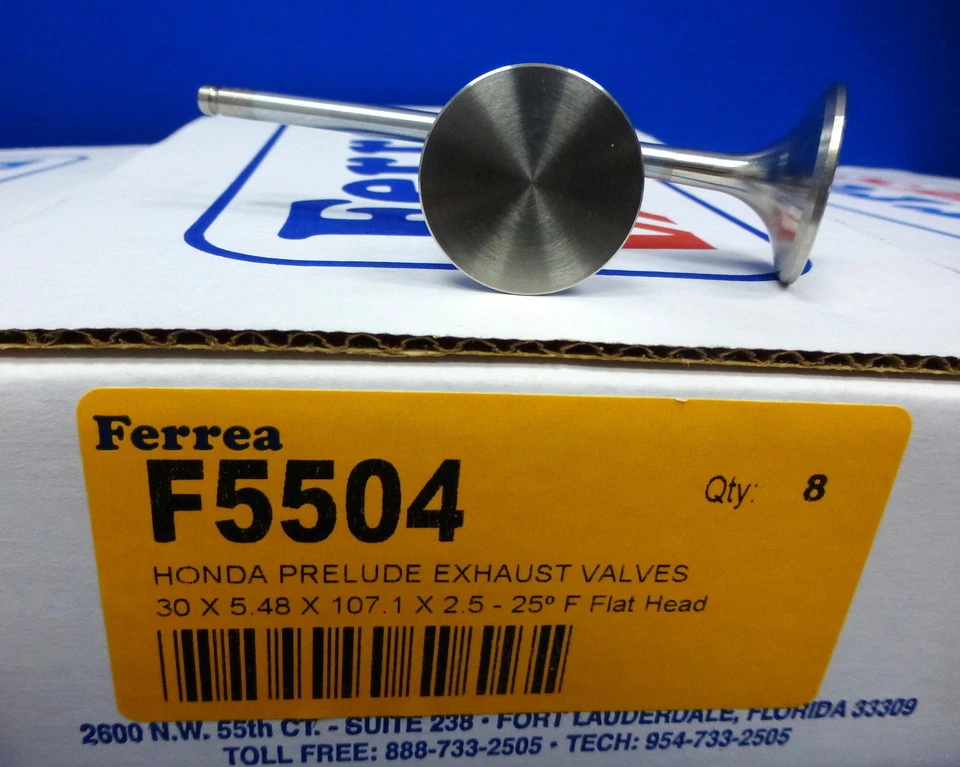 Ferr
Ferrea
F5504
Qty: 8
HONDA PRELUDE EXHAUST VALVES
30 X 5.48 X 107.1 X 2.5 - 25º F Flat Head
2600 N.W. 55th CT. - SUITE 238 • FORT LAUDERDALE, FLORIDA 33309
TOLL FREE: 888-733-2505 • TECH: 954-733-2505